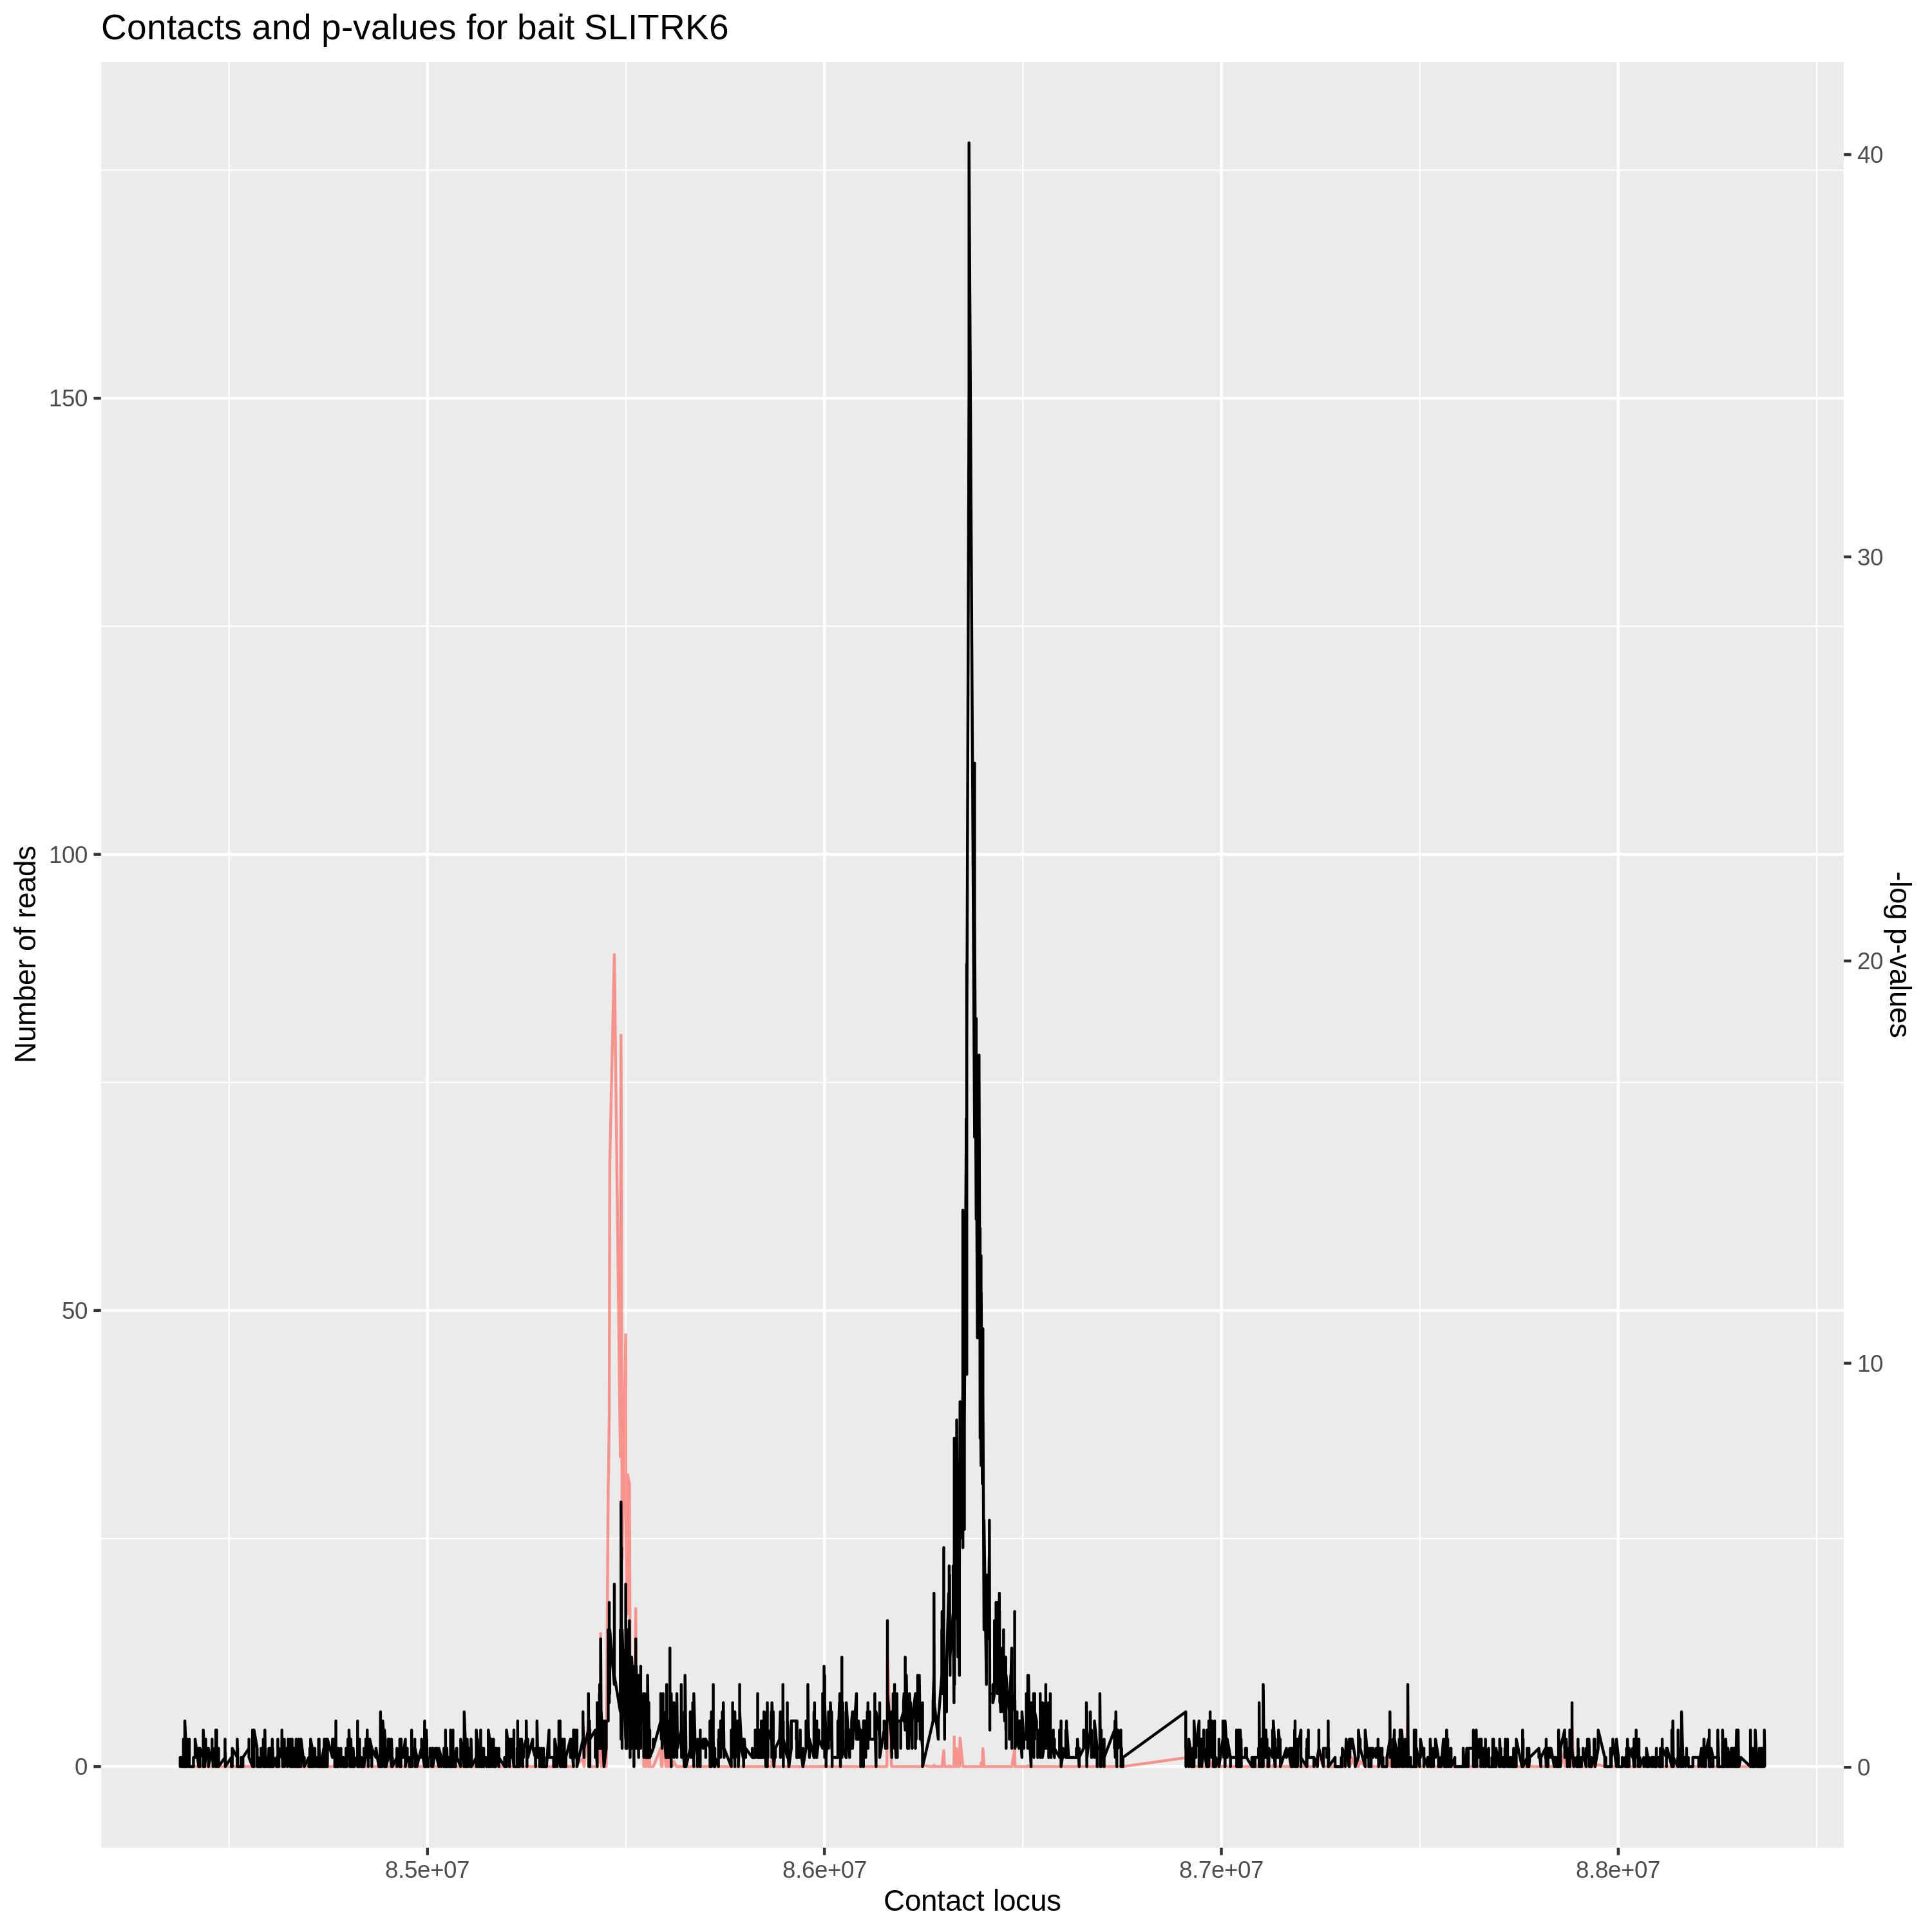 Contacts and p-values for bait SLITRK6
Number of reads
150
100
50
0
40
30
20
10
0
-log p-values
8.5e+07 8.6e+07 8.7e+07 8.8e+07
Contact locus